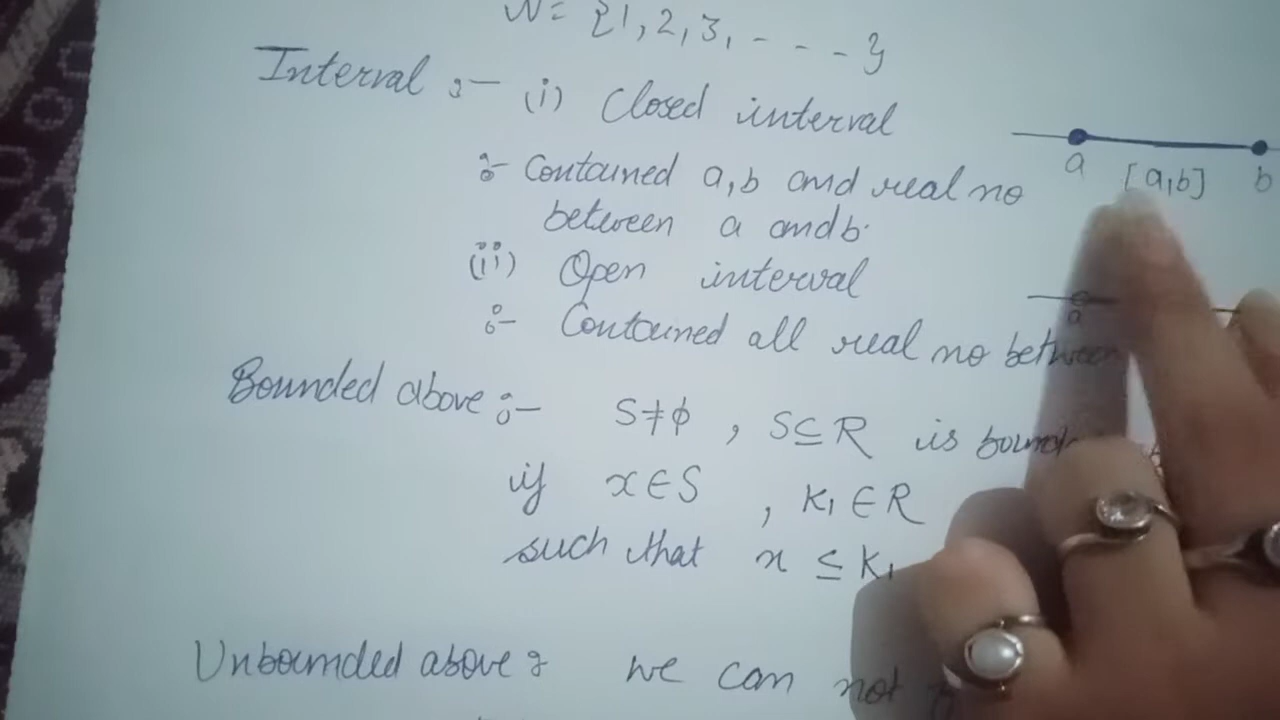 N = {1, 2, 3, - - - }
Interval :- (i) Closed interval
:- Contained a, b and real no
between a and b.
a [a,b] b
(ii) Open interval
:- Contained all real no between
a
Bounded above :- S≠ϕ , S⊆R is
if x∈S , K₁∈R
such that x ≤ K₁
Unbounded above : we can not